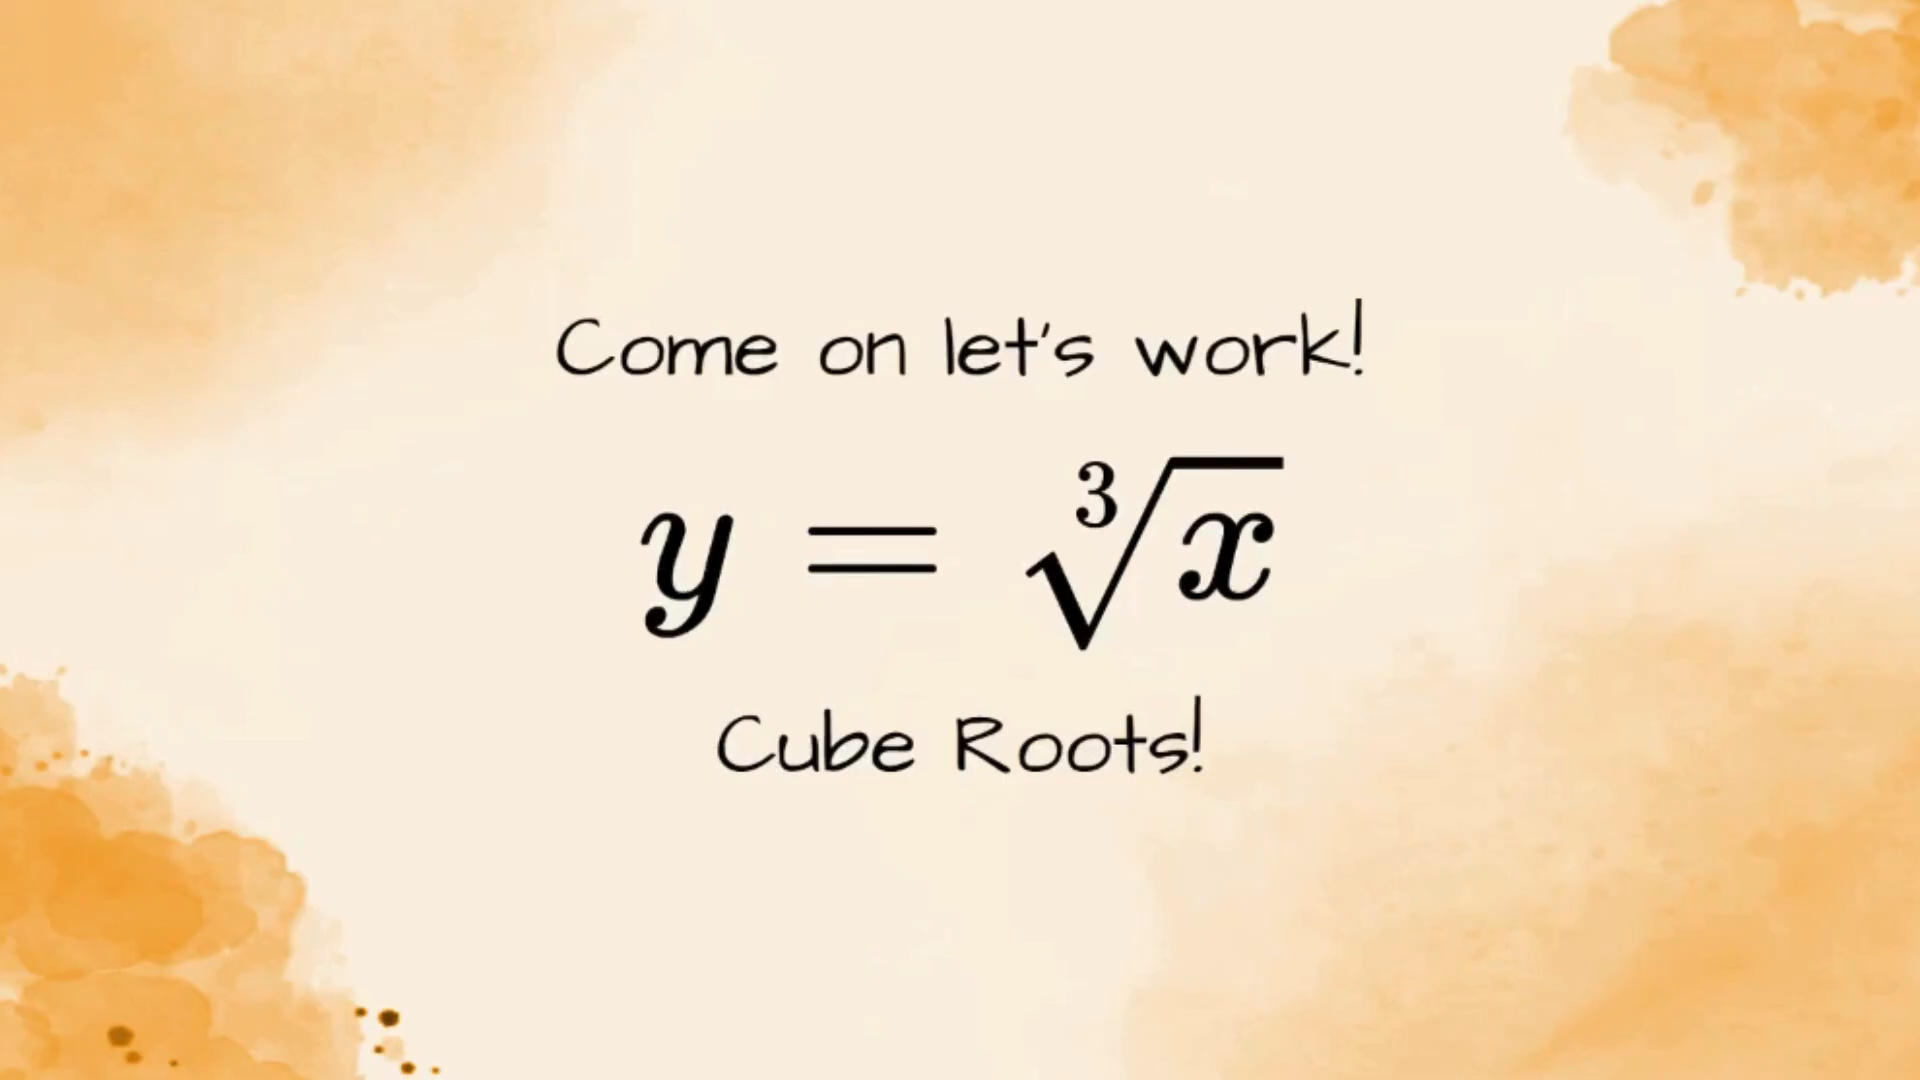 Come on let's work!
y = ∛x
Cube Roots!